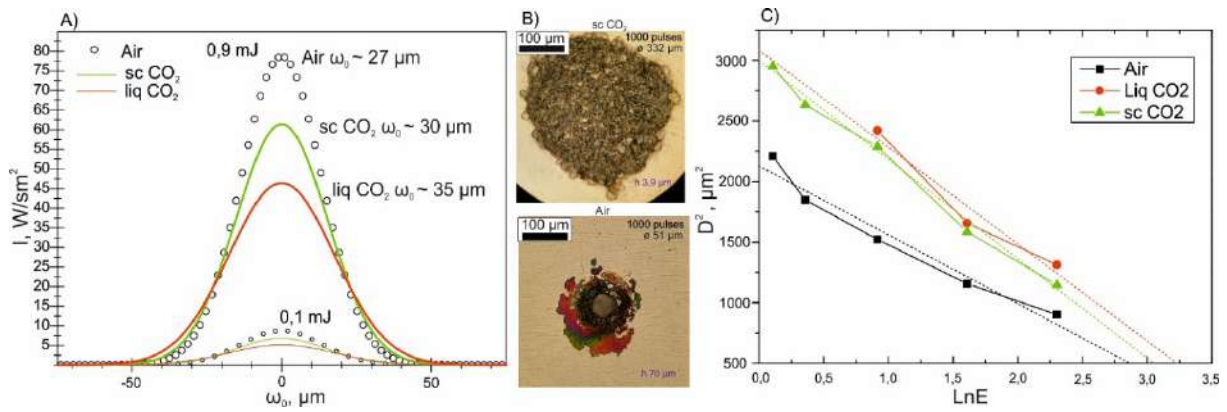 A)
I, W/sm²
80
75
70
65
60
55
50
45
40
35
30
25
20
15
10
5
Air
sc CO₂
liq CO₂
0,9 mJ
Air ω₀ ~ 27 µm
sc CO₂ ω₀ ~ 30 µm
liq CO₂ ω₀ ~ 35 µm
0,1 mJ
-50
0
50
ω₀, µm
B)
sc CO₂
100 µm
1000 pulses
ø 332 µm
h 3,9 µm
Air
100 µm
1000 pulses
ø 51 µm
h 70 µm
C)
D², µm²
3000
2500
2000
1500
1000
500
Air
Liq CO2
sc CO2
0,0
0,5
1,0
1,5
2,0
2,5
3,0
3,5
LnE